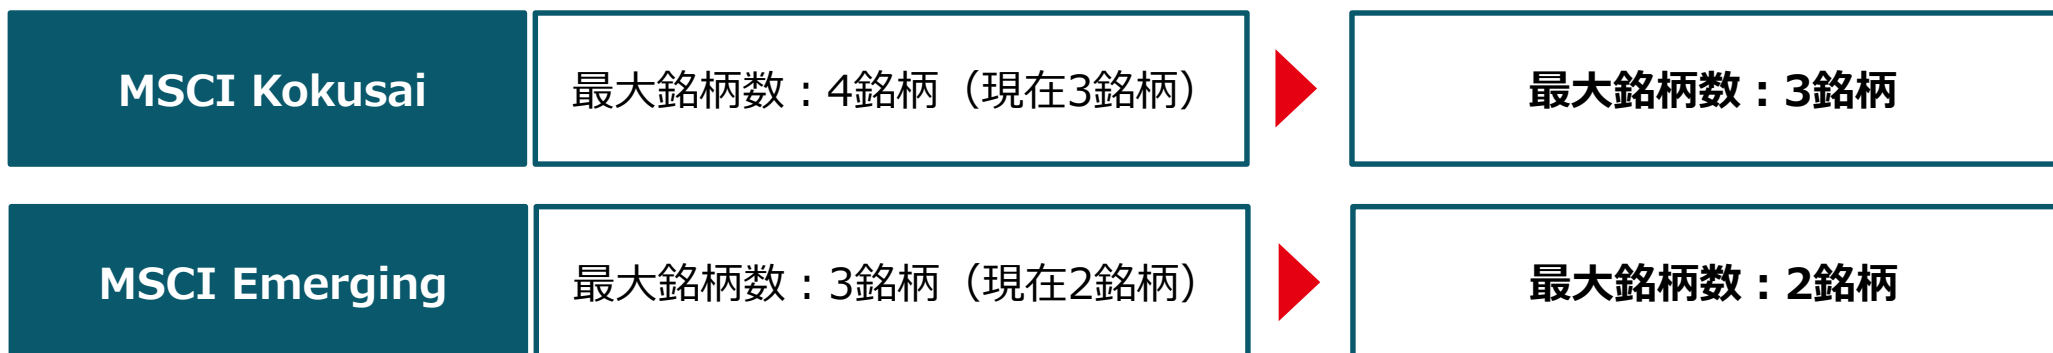 MSCI Kokusai
最大銘柄数：4銘柄（現在3銘柄）
最大銘柄数：3銘柄
MSCI Emerging
最大銘柄数：3銘柄（現在2銘柄）
最大銘柄数：2銘柄